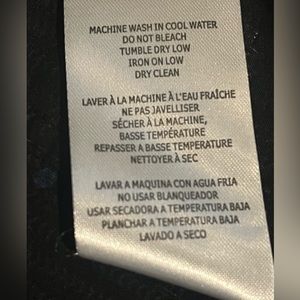 MACHINE WASH IN COOL WATER
DO NOT BLEACH
TUMBLE DRY LOW
IRON ON LOW
DRY CLEAN
LAVER À LA MACHINE À L'EAU FRAÎCHE
NE PAS JAVELLISER
SÉCHER À LA MACHINE,
BASSE TEMPÉRATURE
REPASSER A BASSE TEMPÉRATURE
NETTOYER À SEC
LAVAR A MAQUINA CON AGUA FRIA
NO USAR BLANQUEADOR
USAR SECADORA A TEMPERATURA BAJA
PLANCHAR A TEMPERATURA BAJA
LAVADO A SECO